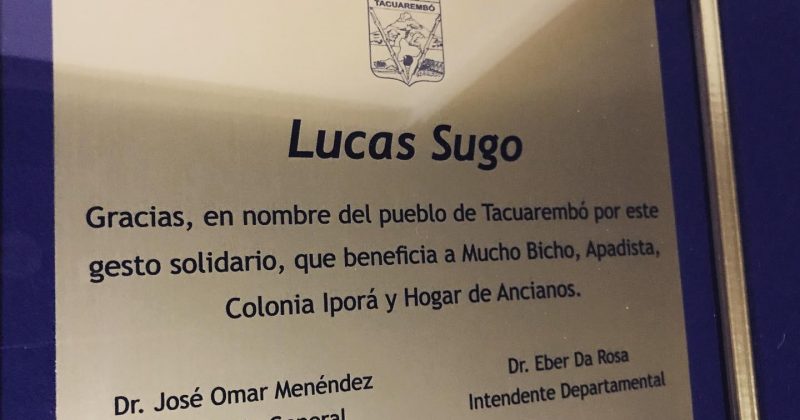 TACUAREMBÓ
Lucas Sugo
Gracias, en nombre del pueblo de Tacuarembó por este
gesto solidario, que beneficia a Mucho Bicho, Apadista,
Colonia Iporá y Hogar de Ancianos.
Dr. José Omar Menéndez
General
Dr. Eber Da Rosa
Intendente Departamental